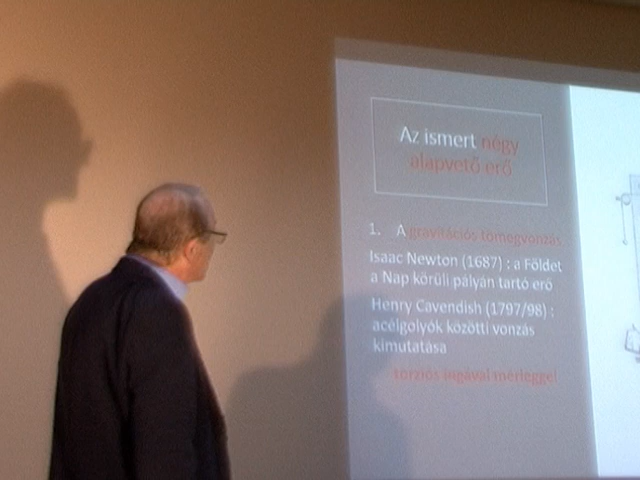 Az ismert négy
alapvető erő
1. A gravitációs tömegvonzás
Isaac Newton (1687) : a Földet
a Nap körüli pályán tartó erő
Henry Cavendish (1797/98) :
acélgolyók közötti vonzás
kimutatása
torziós ingával mérleggel